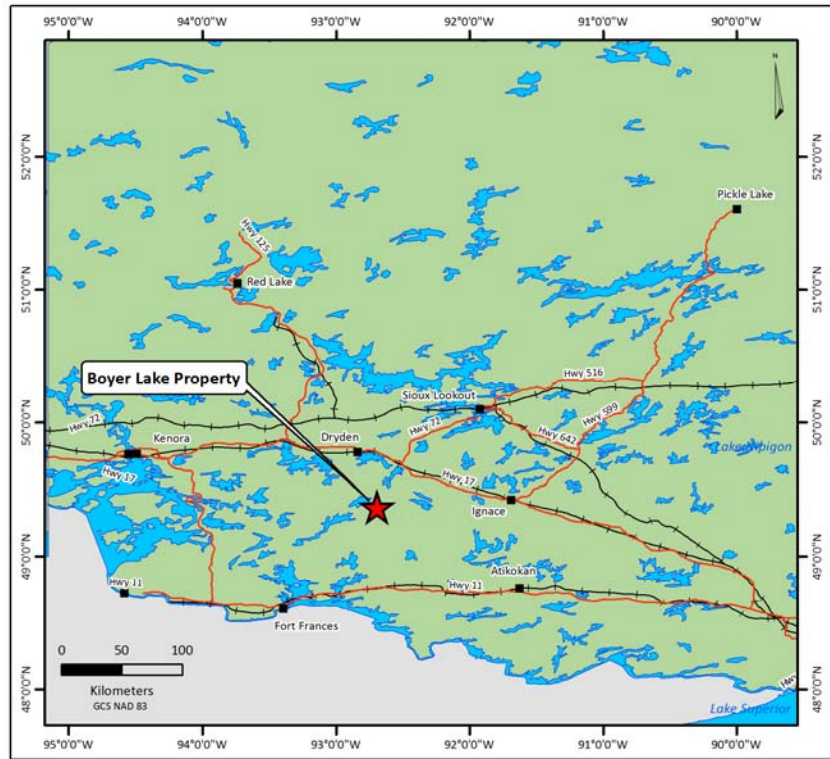 95°0'0"W 94°0'0"W 93°0'0"W 92°0'0"W 91°0'0"W 90°0'0"W
N
52°0'0"N 52°0'0"N
Pickle Lake
Hwy 125
Red Lake
51°0'0"N 51°0'0"N
Boyer Lake Property
Hwy 516
Sioux Lookout
Hwy 599
50°0'0"N 50°0'0"N
Hwy 72 Hwy 72
Kenora Dryden Hwy 642
Lake Nipigon
Hwy 17 Hwy 17
Ignace
49°0'0"N 49°0'0"N
Atikokan
Hwy 11 Hwy 11
Fort Frances
0 50 100
Kilometers
GCS NAD 83
48°0'0"N 48°0'0"N
Lake Superior
95°0'0"W 94°0'0"W 93°0'0"W 92°0'0"W 91°0'0"W 90°0'0"W